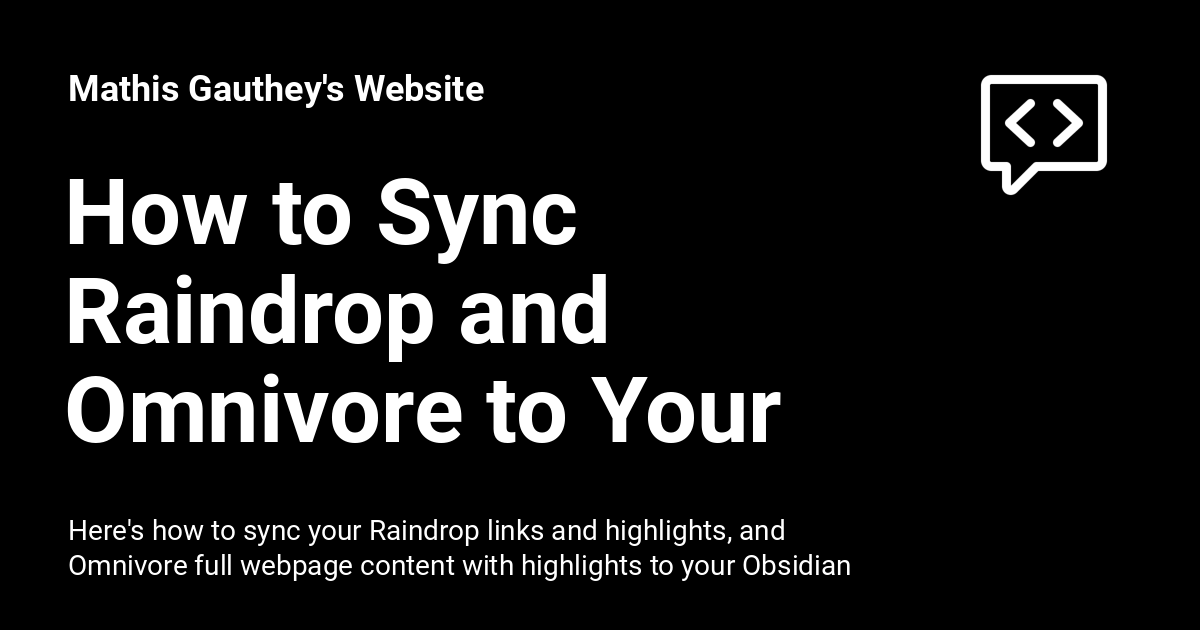 Mathis Gauthey's Website
How to Sync
Raindrop and
Omnivore to Your
Here's how to sync your Raindrop links and highlights, and
Omnivore full webpage content with highlights to your Obsidian